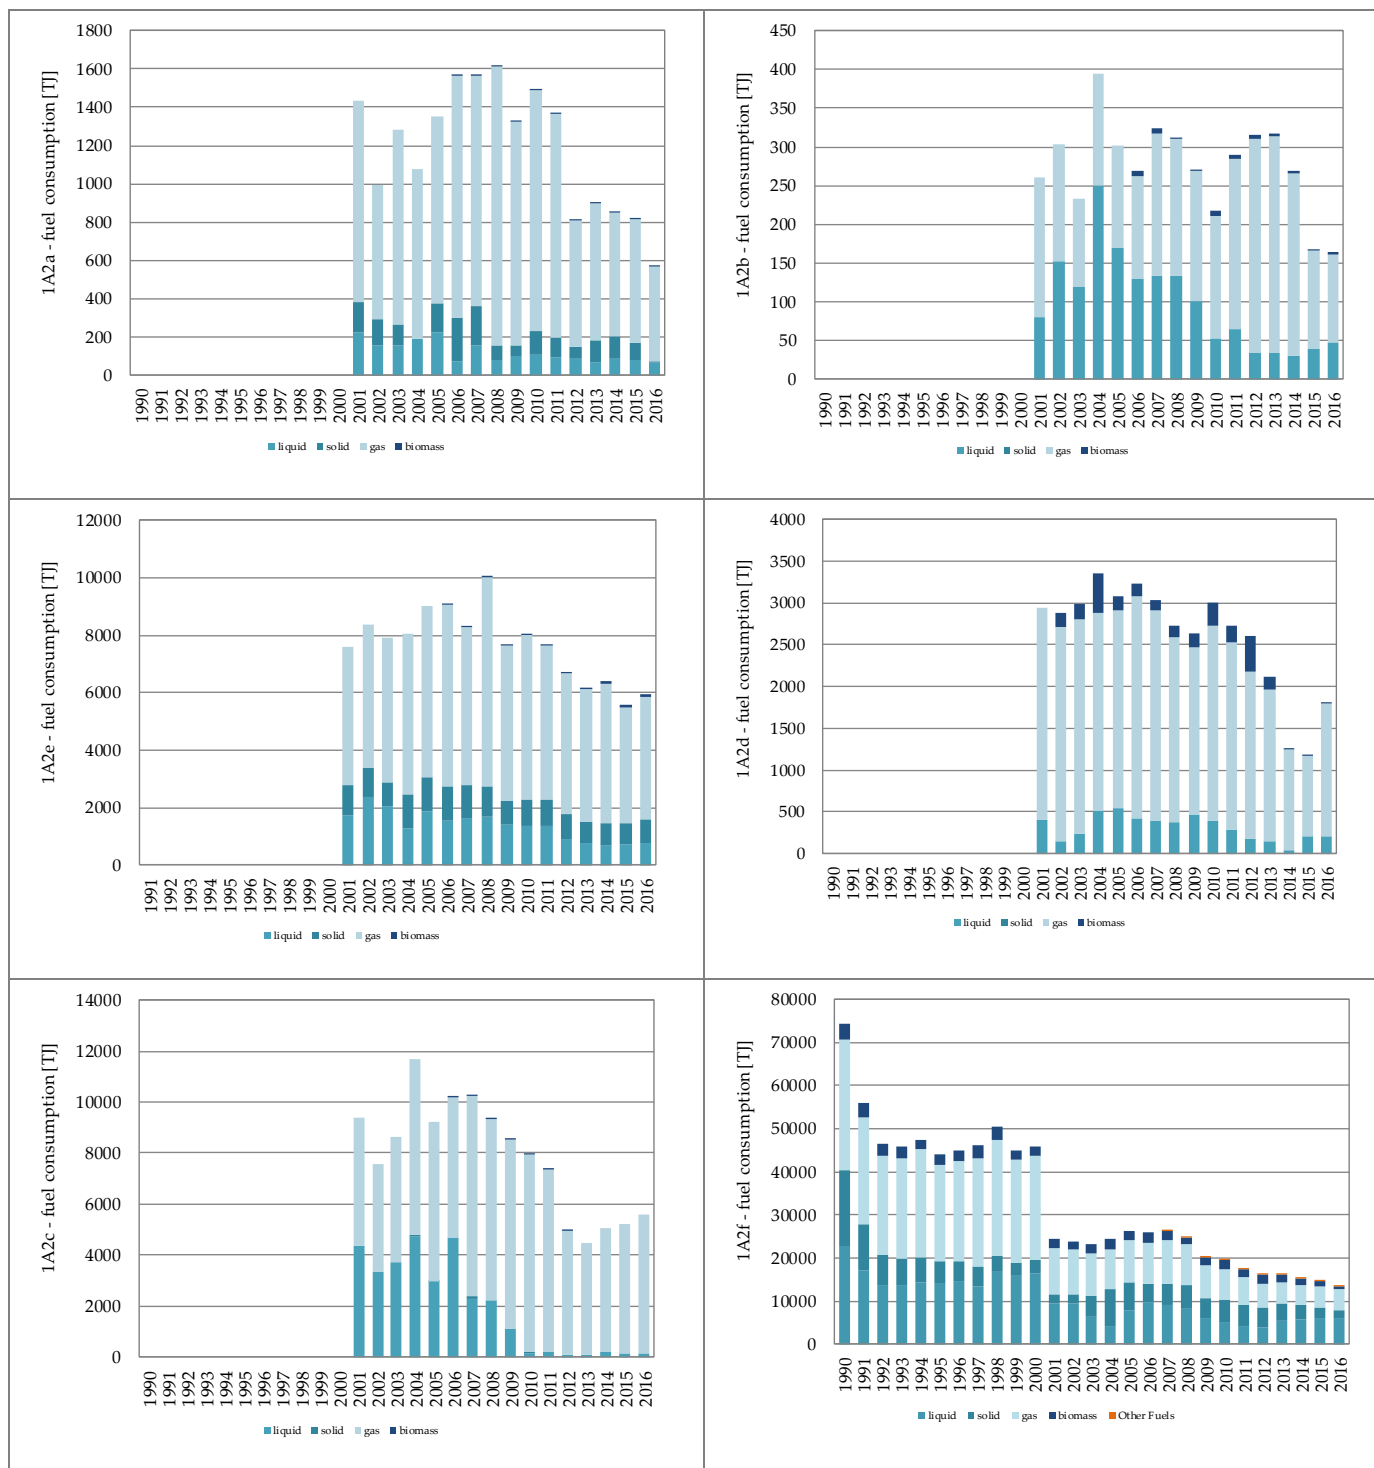 1A2a - fuel consumption [TJ]
1800
1600
1400
1200
1000
800
600
400
200
0
1990 1991 1992 1993 1994 1995 1996 1997 1998 1999 2000 2001 2002 2003 2004 2005 2006 2007 2008 2009 2010 2011 2012 2013 2014 2015 2016
liquid solid gas biomass
1A2b - fuel consumption [TJ]
450
400
350
300
250
200
150
100
50
0
1990 1991 1992 1993 1994 1995 1996 1997 1998 1999 2000 2001 2002 2003 2004 2005 2006 2007 2008 2009 2010 2011 2012 2013 2014 2015 2016
liquid solid gas biomass
1A2e - fuel consumption [TJ]
12000
10000
8000
6000
4000
2000
0
1991 1992 1993 1994 1995 1996 1997 1998 1999 2000 2001 2002 2003 2004 2005 2006 2007 2008 2009 2010 2011 2012 2013 2014 2015 2016
liquid solid gas biomass
1A2d - fuel consumption [TJ]
4000
3500
3000
2500
2000
1500
1000
500
0
1990 1991 1992 1993 1994 1995 1996 1997 1998 1999 2000 2001 2002 2003 2004 2005 2006 2007 2008 2009 2010 2011 2012 2013 2014 2015 2016
liquid solid gas biomass
1A2c - fuel consumption [TJ]
14000
12000
10000
8000
6000
4000
2000
0
1990 1991 1992 1993 1994 1995 1996 1997 1998 1999 2000 2001 2002 2003 2004 2005 2006 2007 2008 2009 2010 2011 2012 2013 2014 2015 2016
liquid solid gas biomass
1A2f - fuel consumption [TJ]
80000
70000
60000
50000
40000
30000
20000
10000
0
1990 1991 1992 1993 1994 1995 1996 1997 1998 1999 2000 2001 2002 2003 2004 2005 2006 2007 2008 2009 2010 2011 2012 2013 2014 2015 2016
liquid solid gas biomass Other Fuels